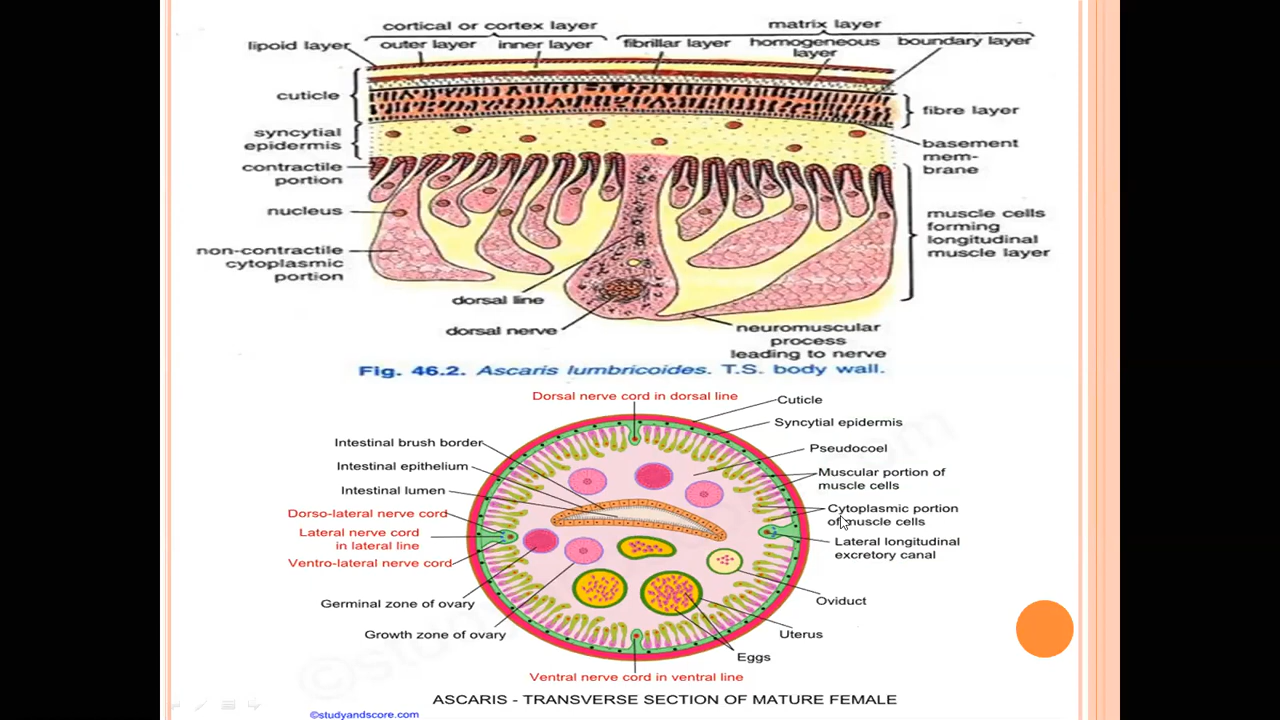 cortical or cortex layer
matrix layer
lipoid layer
outer layer
inner layer
fibrillar layer
homogeneous
layer
boundary layer
cuticle
fibre layer
syncytial
epidermis
basement
mem-
brane
contractile
portion
nucleus
muscle cells
forming
longitudinal
muscle layer
non-contractile
cytoplasmic
portion
dorsal line
dorsal nerve
neuromuscular
process
leading to nerve
Fig. 46.2. Ascaris lumbricoides. T.S. body wall.
Dorsal nerve cord in dorsal line
Cuticle
Syncytial epidermis
Intestinal brush border
Pseudocoel
Intestinal epithelium
Muscular portion of
muscle cells
Intestinal lumen
Dorso-lateral nerve cord
Cytoplasmic portion
of muscle cells
Lateral nerve cord
in lateral line
Lateral longitudinal
excretory canal
Ventro-lateral nerve cord
Germinal zone of ovary
Oviduct
Growth zone of ovary
Uterus
Eggs
Ventral nerve cord in ventral line
ASCARIS - TRANSVERSE SECTION OF MATURE FEMALE
©studyandscore.com